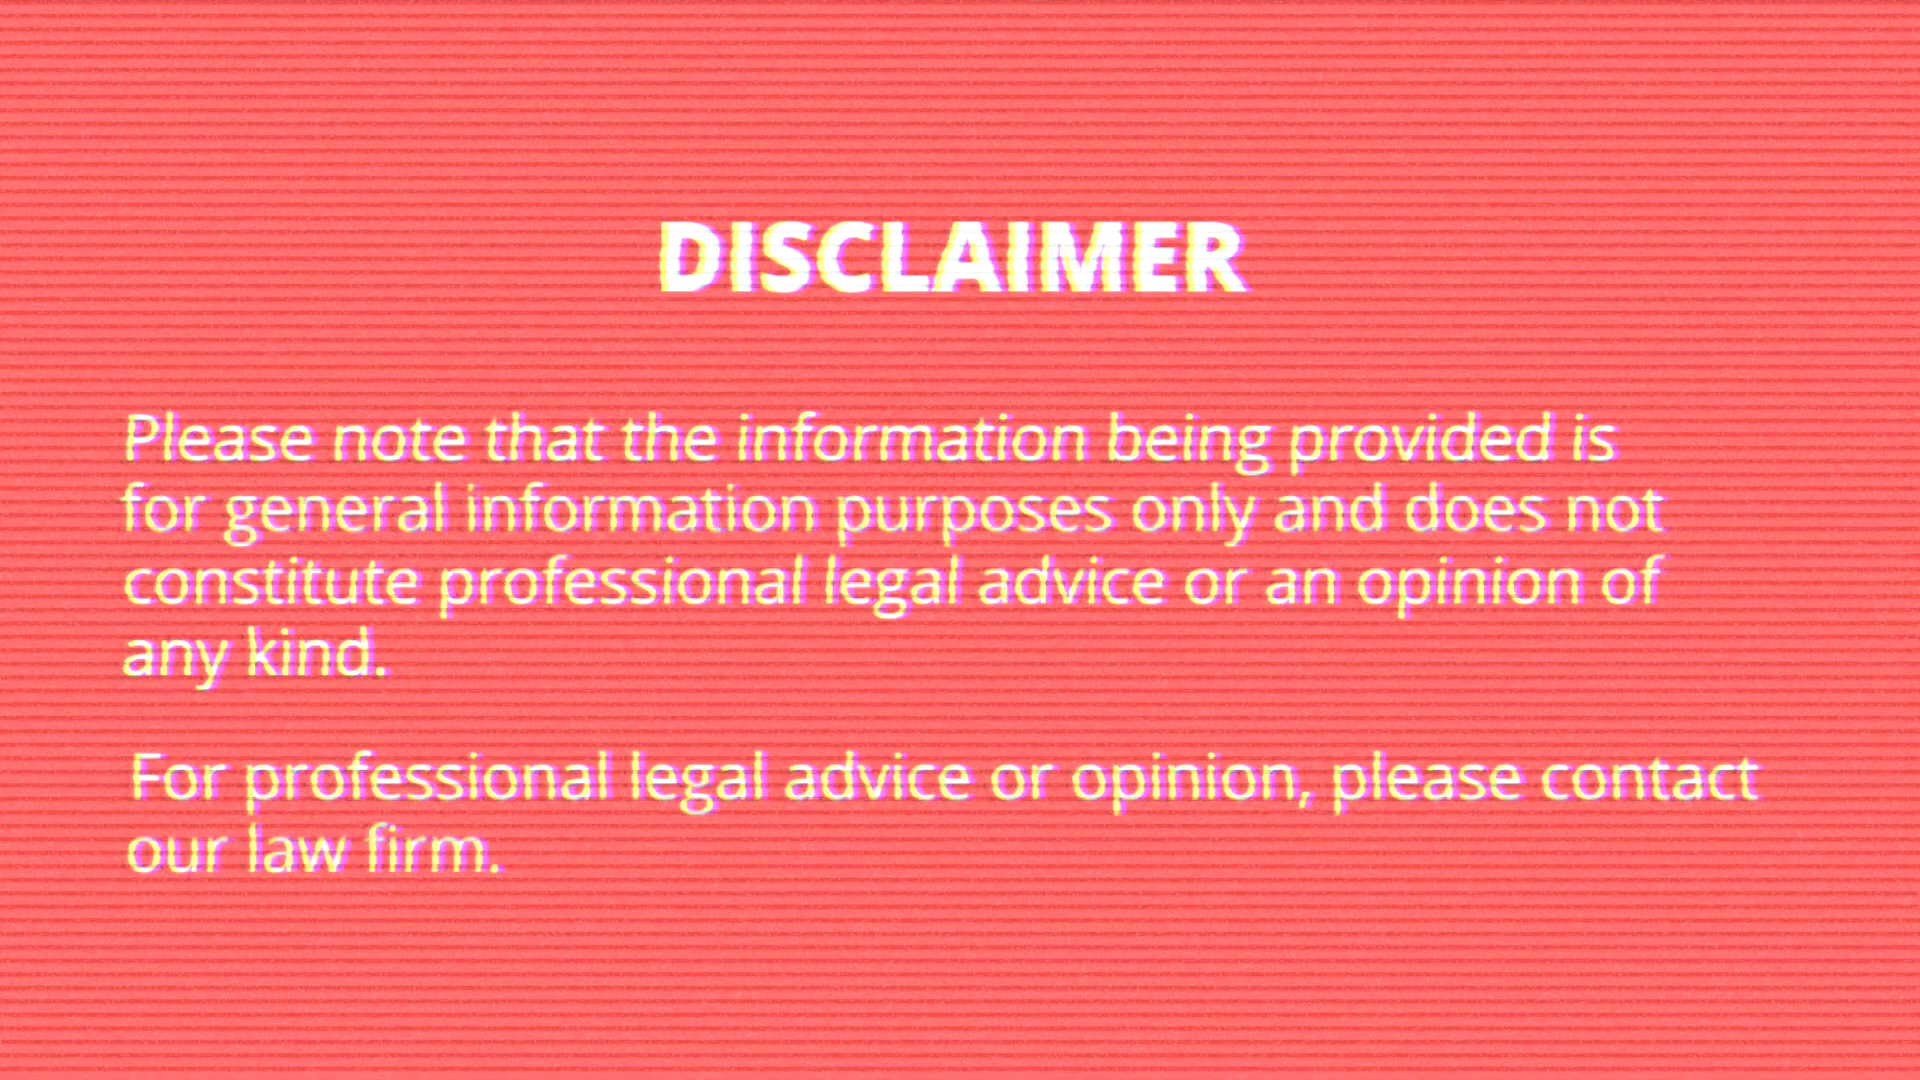 DISCLAIMER
Please note that the information being provided is
for general information purposes only and does not
constitute professional legal advice or an opinion of
any kind.
For professional legal advice or opinion, please contact
our law firm.